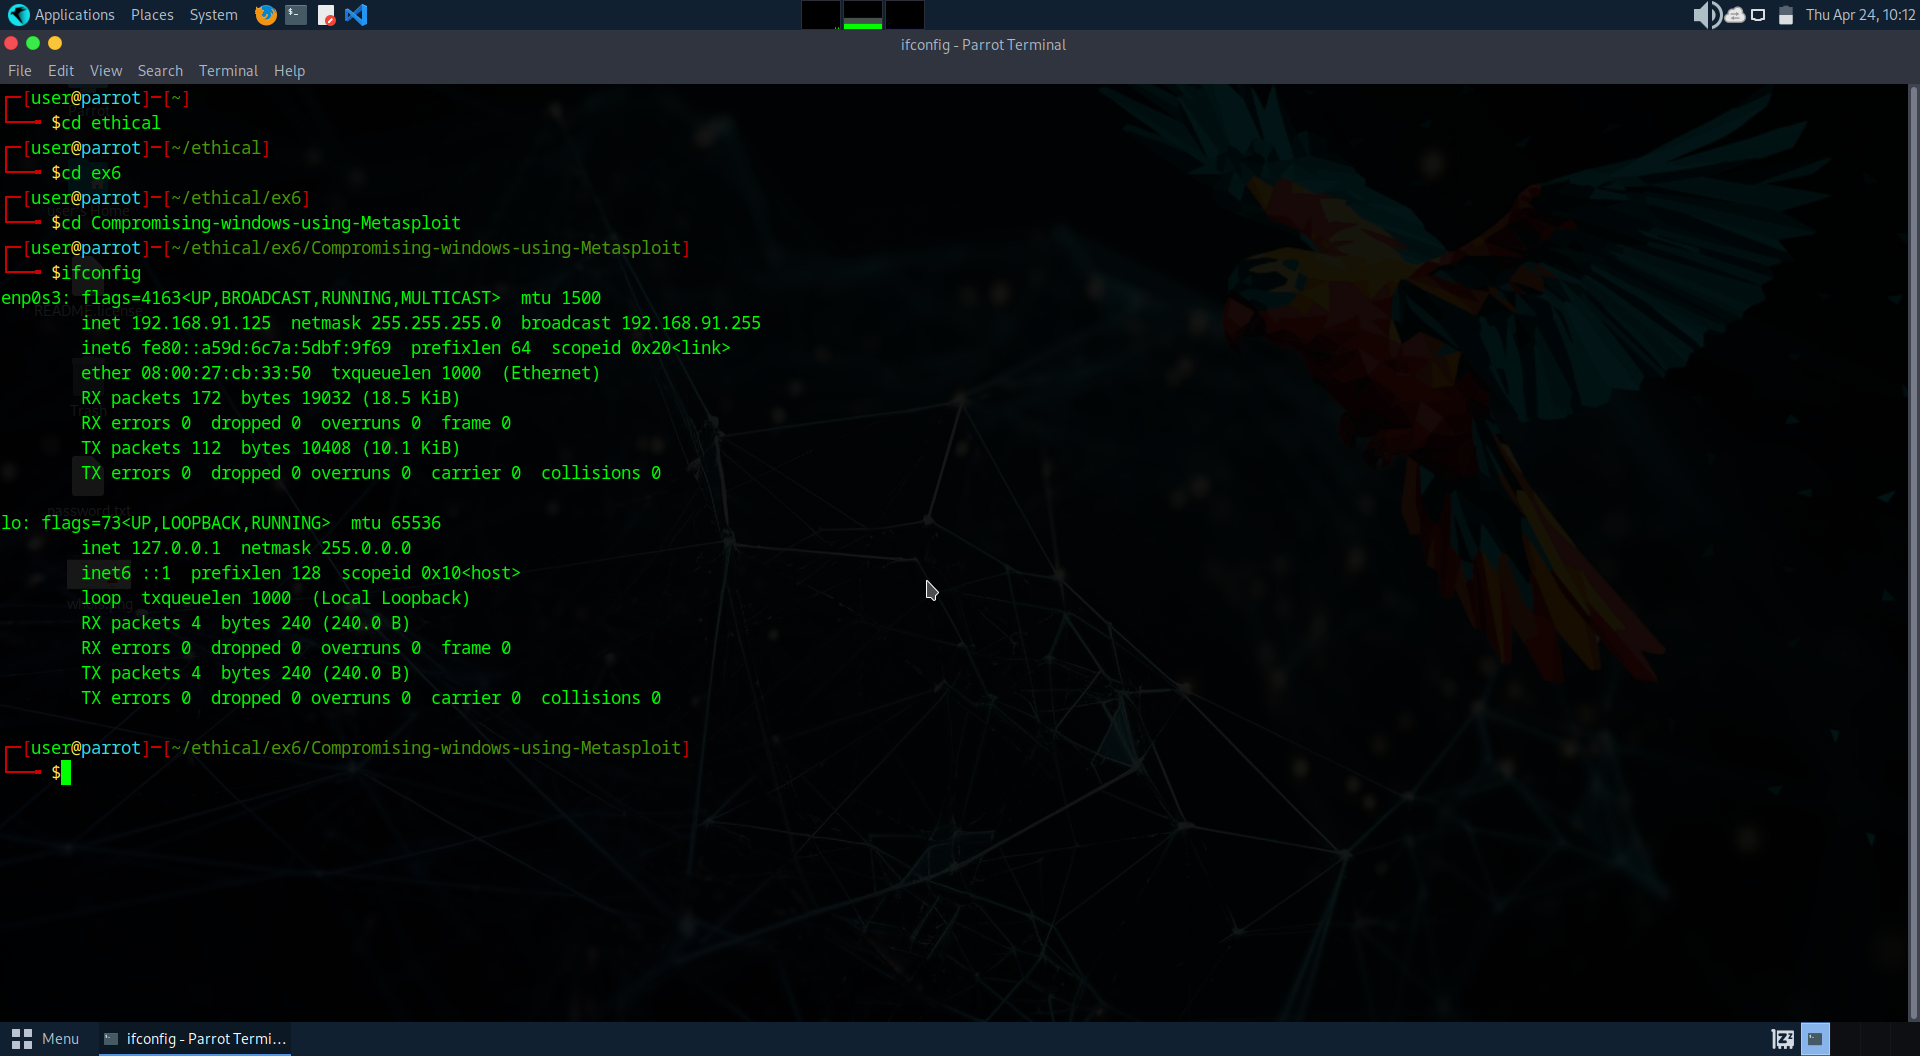 Applications Places System
Thu Apr 24, 10:12
ifconfig - Parrot Terminal
File Edit View Search Terminal Help
[user@parrot]─[~]
$cd ethical
[user@parrot]─[~/ethical]
$cd ex6
[user@parrot]─[~/ethical/ex6]
$cd Compromising-windows-using-Metasploit
[user@parrot]─[~/ethical/ex6/Compromising-windows-using-Metasploit]
$ifconfig
enp0s3: flags=4163<UP,BROADCAST,RUNNING,MULTICAST>  mtu 1500
README.license
inet 192.168.91.125  netmask 255.255.255.0  broadcast 192.168.91.255
inet6 fe80::a59d:6c7a:5dbf:9f69  prefixlen 64  scopeid 0x20<link>
ether 08:00:27:cb:33:50  txqueuelen 1000  (Ethernet)
RX packets 172  bytes 19032 (18.5 KiB)
Trash
RX errors 0  dropped 0  overruns 0  frame 0
TX packets 112  bytes 10408 (10.1 KiB)
TX errors 0  dropped 0 overruns 0  carrier 0  collisions 0
password.txt
lo: flags=73<UP,LOOPBACK,RUNNING>  mtu 65536
inet 127.0.0.1  netmask 255.0.0.0
inet6 ::1  prefixlen 128  scopeid 0x10<host>
loop  txqueuelen 1000  (Local Loopback)
RX packets 4  bytes 240 (240.0 B)
RX errors 0  dropped 0  overruns 0  frame 0
TX packets 4  bytes 240 (240.0 B)
TX errors 0  dropped 0 overruns 0  carrier 0  collisions 0
[user@parrot]─[~/ethical/ex6/Compromising-windows-using-Metasploit]
$
Menu ifconfig - Parrot Termi...